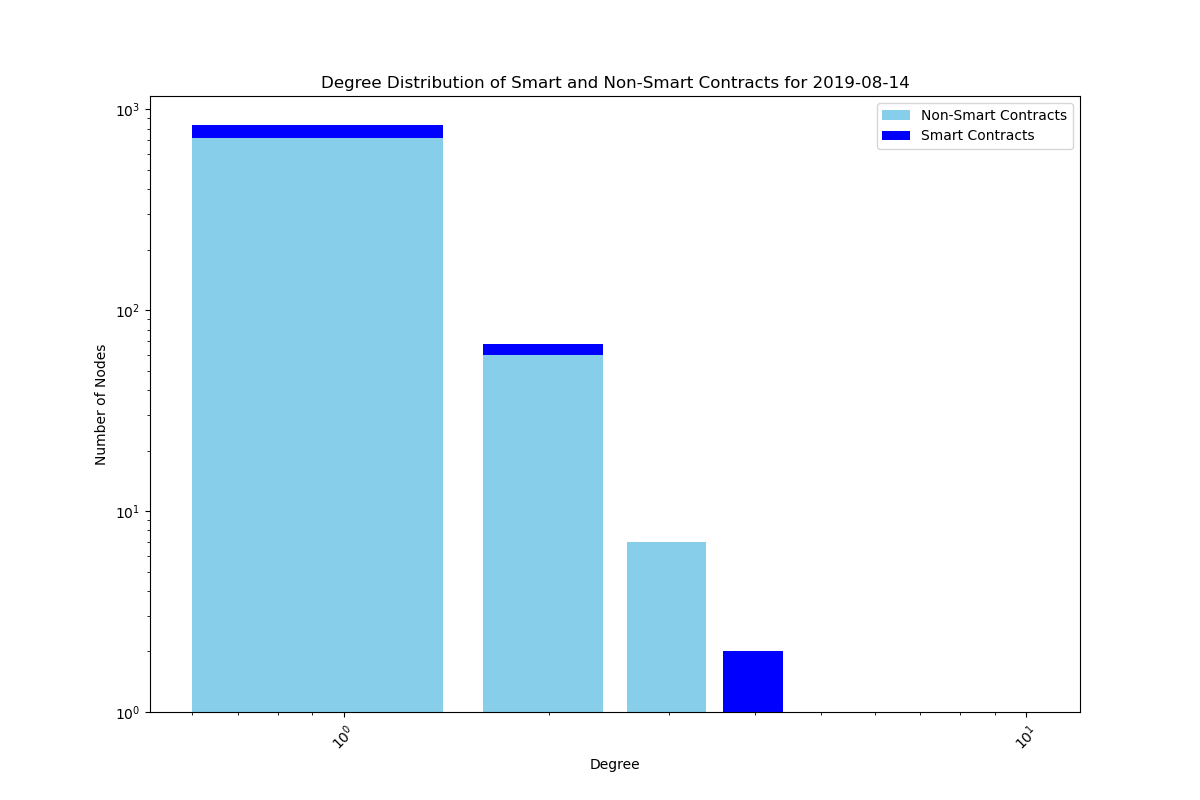 Degree Distribution of Smart and Non-Smart Contracts for 2019-08-14
Non-Smart Contracts
Smart Contracts
Number of Nodes
10³
10²
10¹
10⁰
10⁰
10¹
Degree